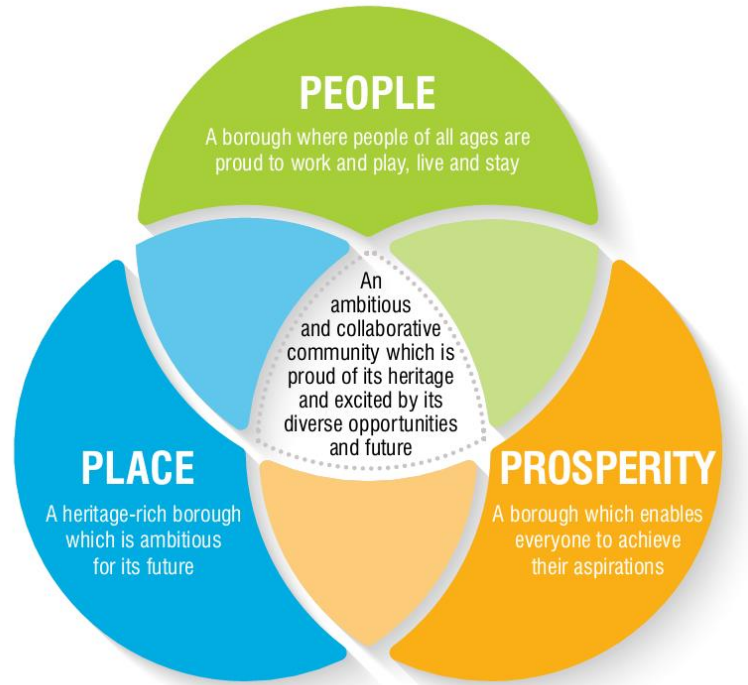 PEOPLE
A borough where people of all ages are
proud to work and play, live and stay
An
ambitious
and collaborative
community which is
proud of its heritage
and excited by its
diverse opportunities
and future
PLACE
A heritage-rich borough
which is ambitious
for its future
PROSPERITY
A borough which enables
everyone to achieve
their aspirations